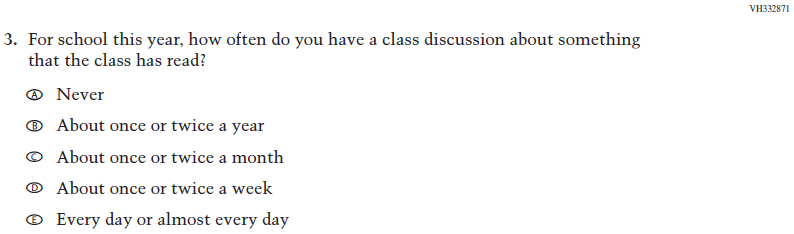 VH332871
3. For school this year, how often do you have a class discussion about something
that the class has read?
A Never
B About once or twice a year
C About once or twice a month
D About once or twice a week
E Every day or almost every day